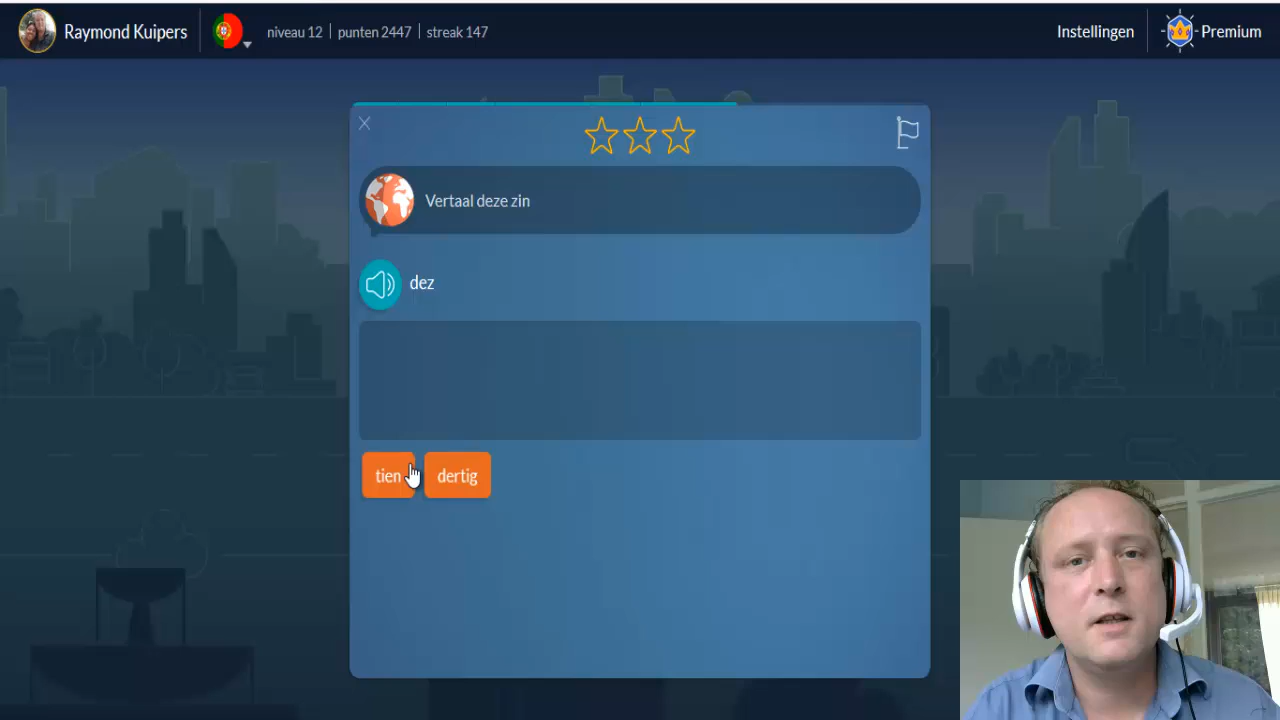 Raymond Kuipers
niveau 12 | punten 2447 | streak 147
Instellingen
Premium
Vertaal deze zin
dez
tien
dertig